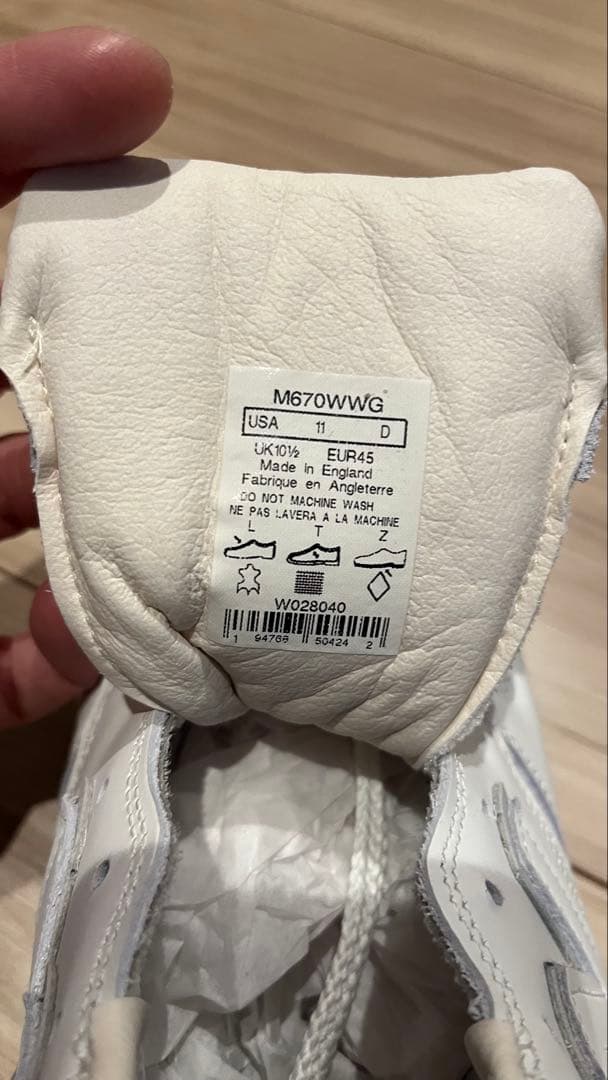 M670WWG
USA 11 D
UK10½ EUR45
Made in England
Fabrique en Angleterre
DO NOT MACHINE WASH
NE PAS LAVERA A LA MACHINE
L T Z
W028040
1 94768 50424 2